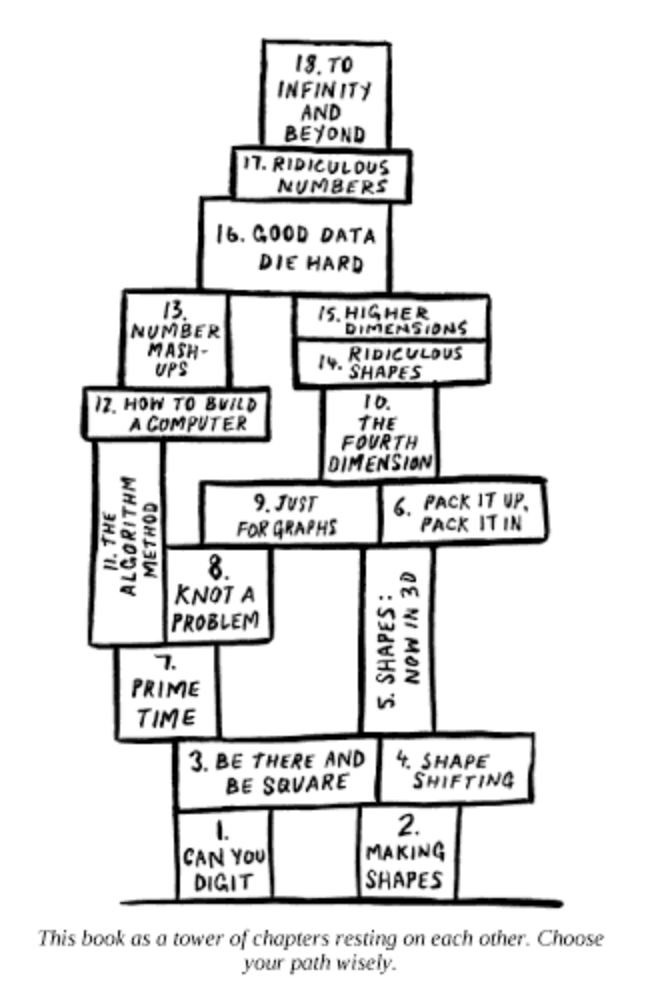 18. TO
INFINITY
AND
BEYOND
17. RIDICULOUS
NUMBERS
16. GOOD DATA
DIE HARD
13.
NUMBER
MASH-
UPS
15. HIGHER
DIMENSIONS
14. RIDICULOUS
SHAPES
12. HOW TO BUILD
A COMPUTER
10.
THE
FOURTH
DIMENSION
11. THE
ALGORITHM
METHOD
9. JUST
FOR GRAPHS
6. PACK IT UP,
PACK IT IN
8.
KNOT A
PROBLEM
5. SHAPES:
NOW IN 3D
7.
PRIME
TIME
3. BE THERE AND
BE SQUARE
4. SHAPE
SHIFTING
1.
CAN YOU
DIGIT
2.
MAKING
SHAPES
This book as a tower of chapters resting on each other. Choose
your path wisely.